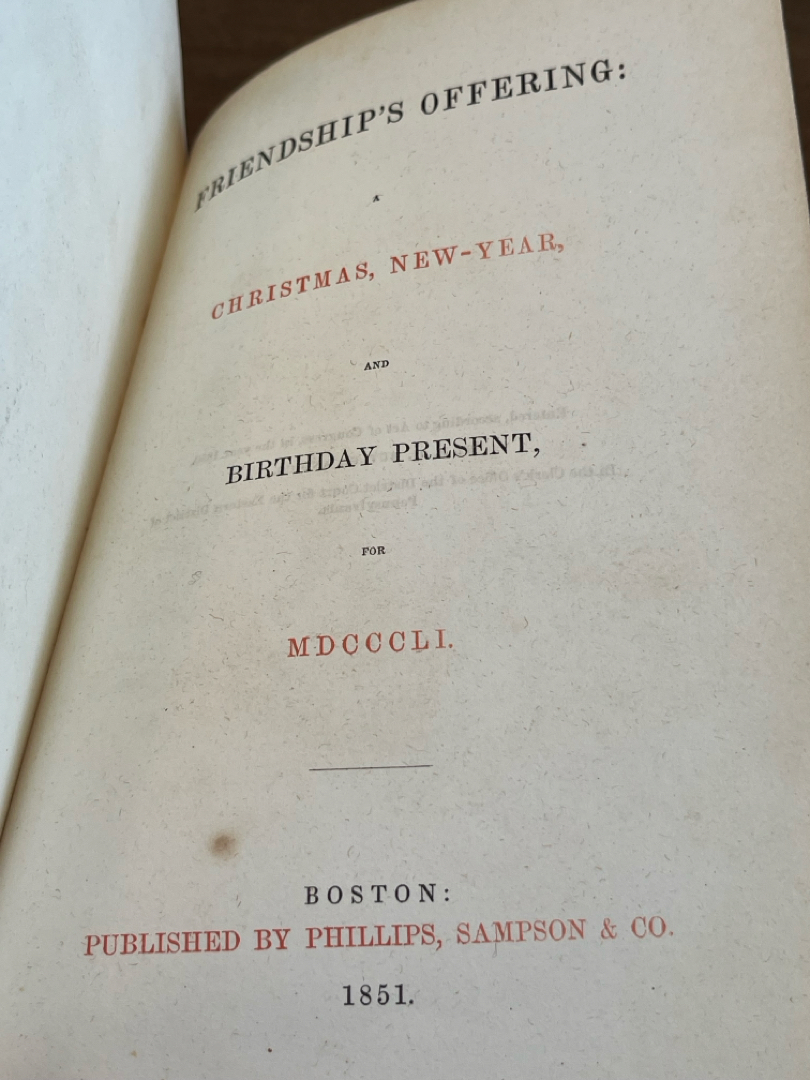 FRIENDSHIP'S OFFERING:
A
CHRISTMAS, NEW-YEAR,
AND
BIRTHDAY PRESENT,
FOR
MDCCCLI.
BOSTON:
PUBLISHED BY PHILLIPS, SAMPSON & CO.
1851.